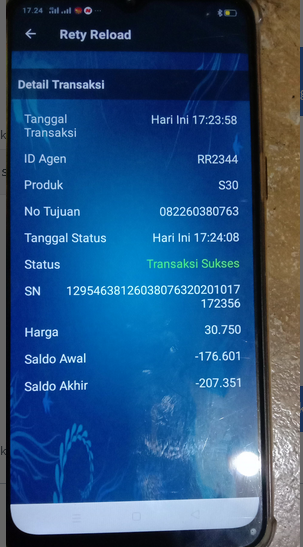 17.24
Rety Reload
Detail Transaksi
Tanggal Transaksi Hari Ini 17:23:58
ID Agen RR2344
Produk S30
No Tujuan 082260380763
Tanggal Status Hari Ini 17:24:08
Status Transaksi Sukses
SN 12954638126038076320201017
172356
Harga 30.750
Saldo Awal -176.601
Saldo Akhir -207.351